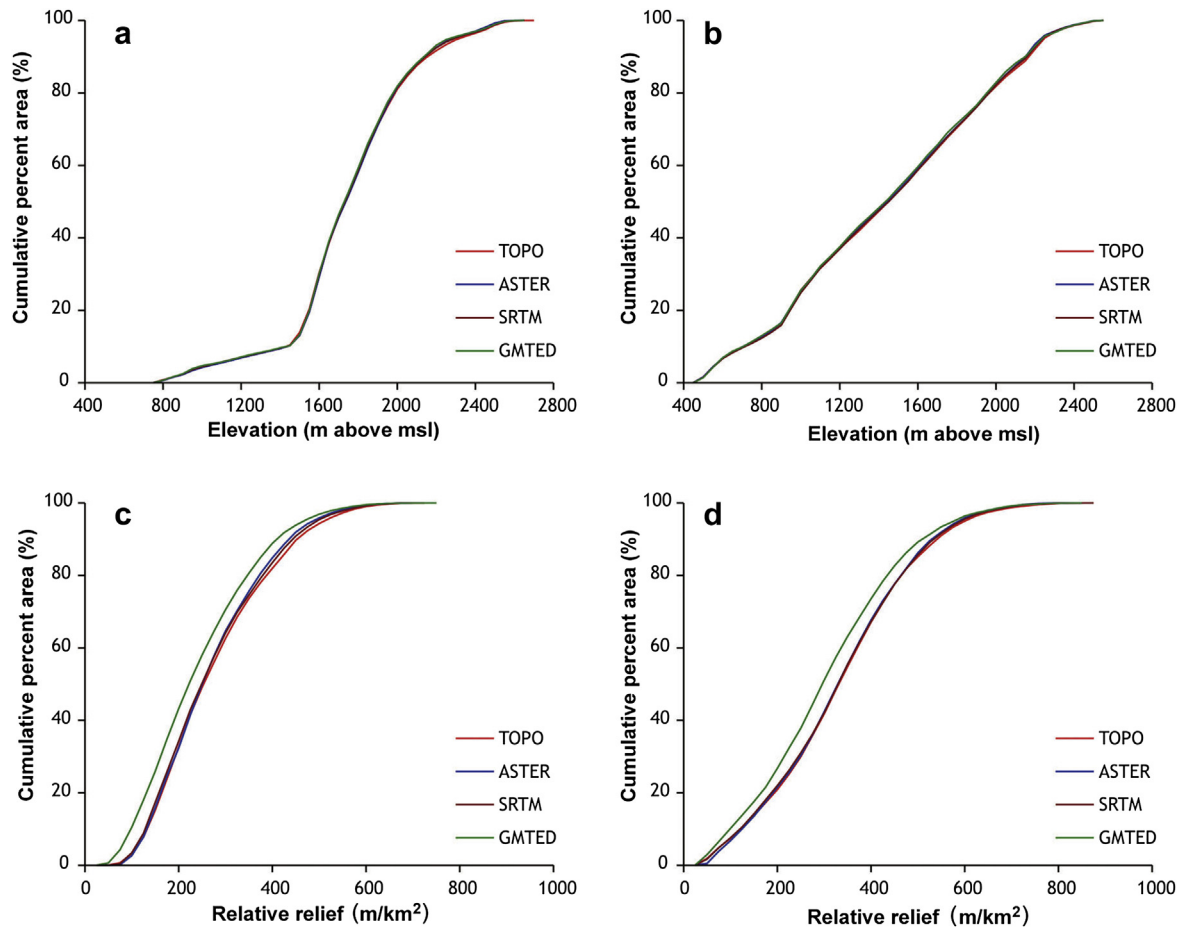 a
Cumulative percent area (%)
100
80
60
40
20
0
400 800 1200 1600 2000 2400 2800
Elevation (m above msl)
TOPO
ASTER
SRTM
GMTED
b
Cumulative percent area (%)
100
80
60
40
20
0
400 800 1200 1600 2000 2400 2800
Elevation (m above msl)
TOPO
ASTER
SRTM
GMTED
c
Cumulative percent area (%)
100
80
60
40
20
0
0 200 400 600 800 1000
Relative relief (m/km²)
TOPO
ASTER
SRTM
GMTED
d
Cumulative percent area (%)
100
80
60
40
20
0
0 200 400 600 800 1000
Relative relief (m/km²)
TOPO
ASTER
SRTM
GMTED